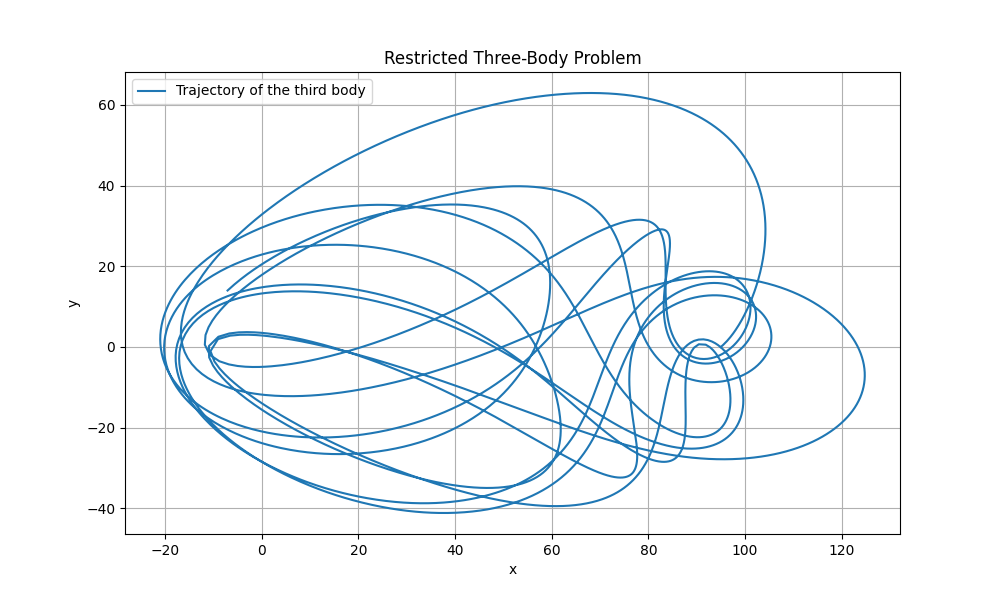 Restricted Three-Body Problem
Trajectory of the third body
60
40
20
0
−20
−40
y
−20 0 20 40 60 80 100 120
x